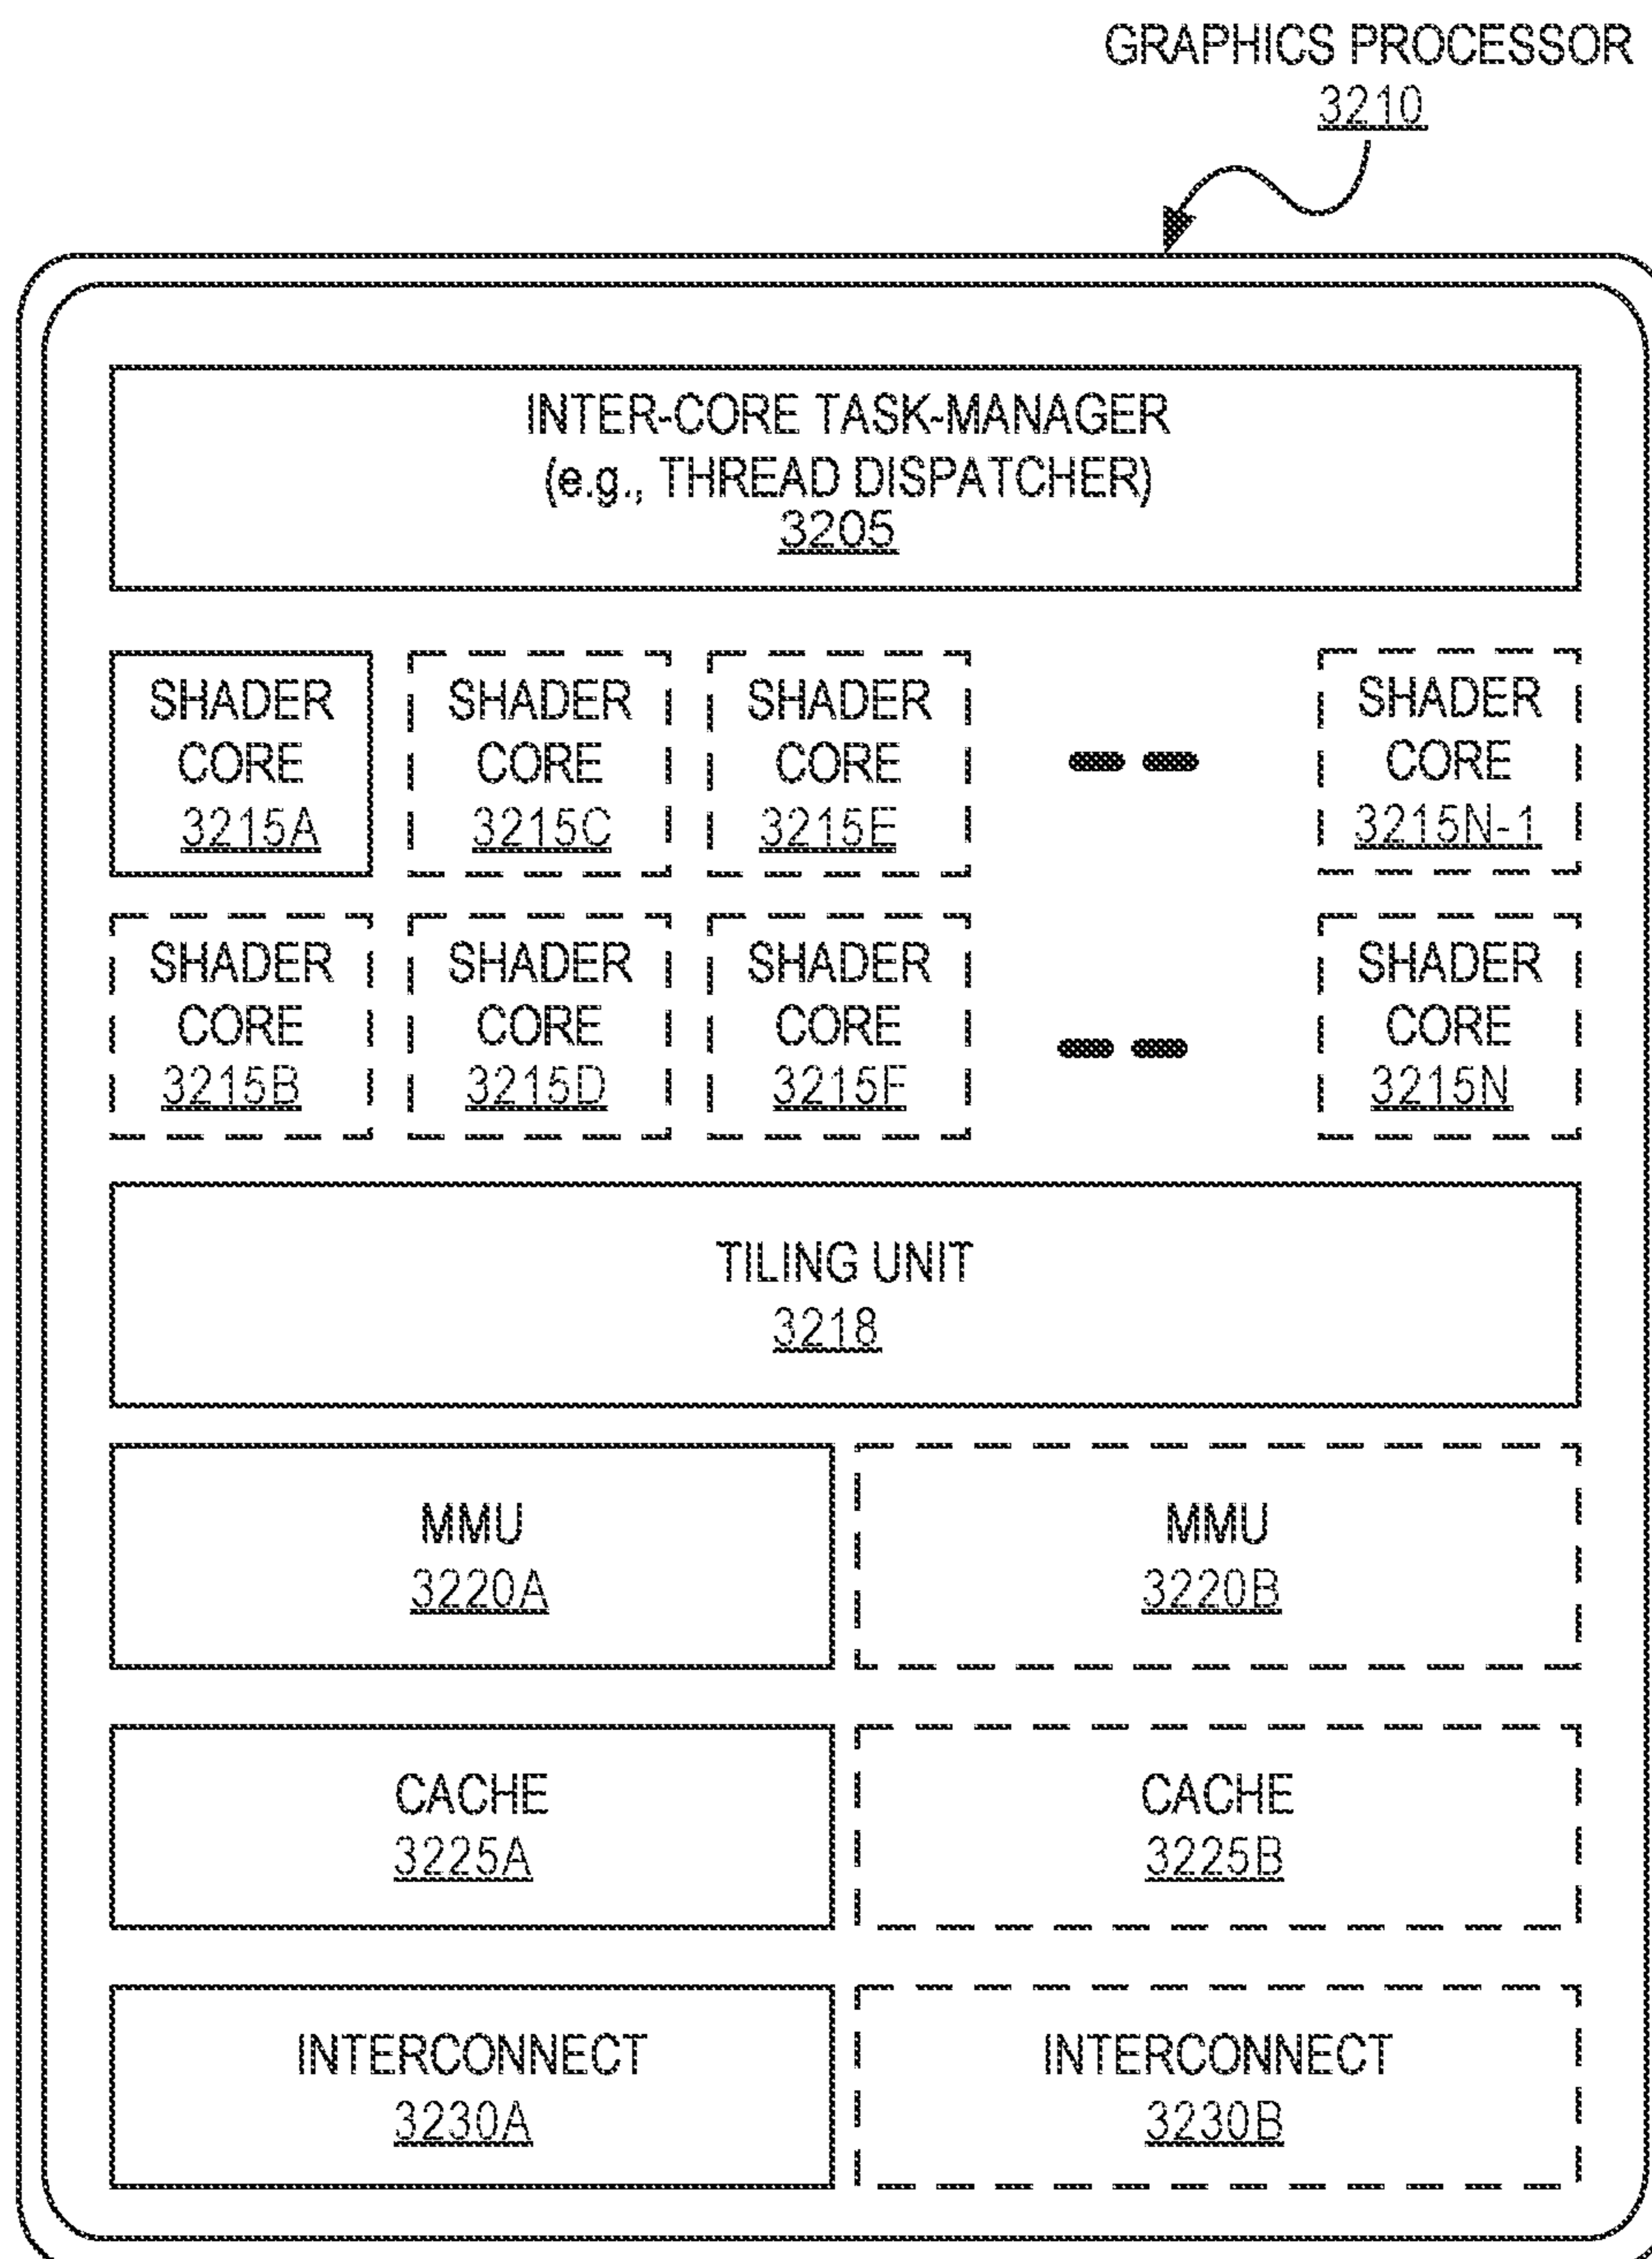 GRAPHICS PROCESSOR
3210
INTER-CORE TASK-MANAGER
(e.g., THREAD DISPATCHER)
3205
SHADER
CORE
3215A
SHADER
CORE
3215C
SHADER
CORE
3215E
SHADER
CORE
3215N-1
SHADER
CORE
3215B
SHADER
CORE
3215D
SHADER
CORE
3215F
SHADER
CORE
3215N
TILING UNIT
3218
MMU
3220A
MMU
3220B
CACHE
3225A
CACHE
3225B
INTERCONNECT
3230A
INTERCONNECT
3230B